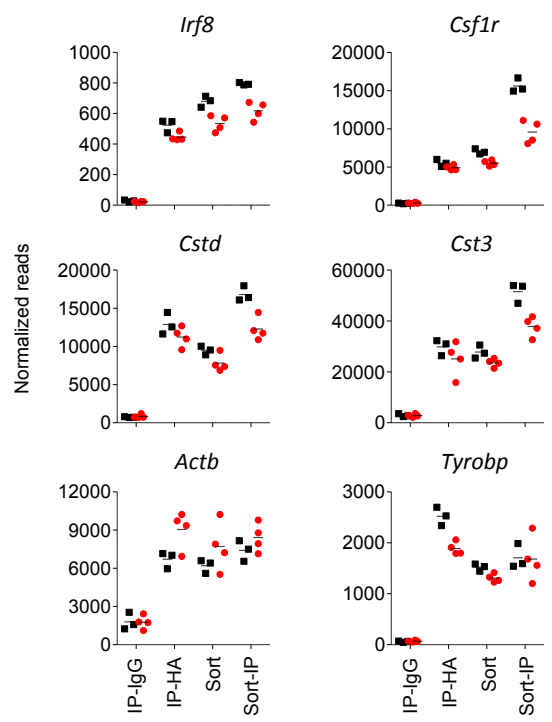 Irf8
Csf1r
1000
800
600
400
200
0
20000
15000
10000
5000
0
Normalized reads
Cstd
Cst3
20000
15000
10000
5000
0
60000
40000
20000
0
Actb
Tyrobp
12000
9000
6000
3000
0
3000
2000
1000
0
IP-IgG
IP-HA
Sort
Sort-IP
IP-IgG
IP-HA
Sort
Sort-IP